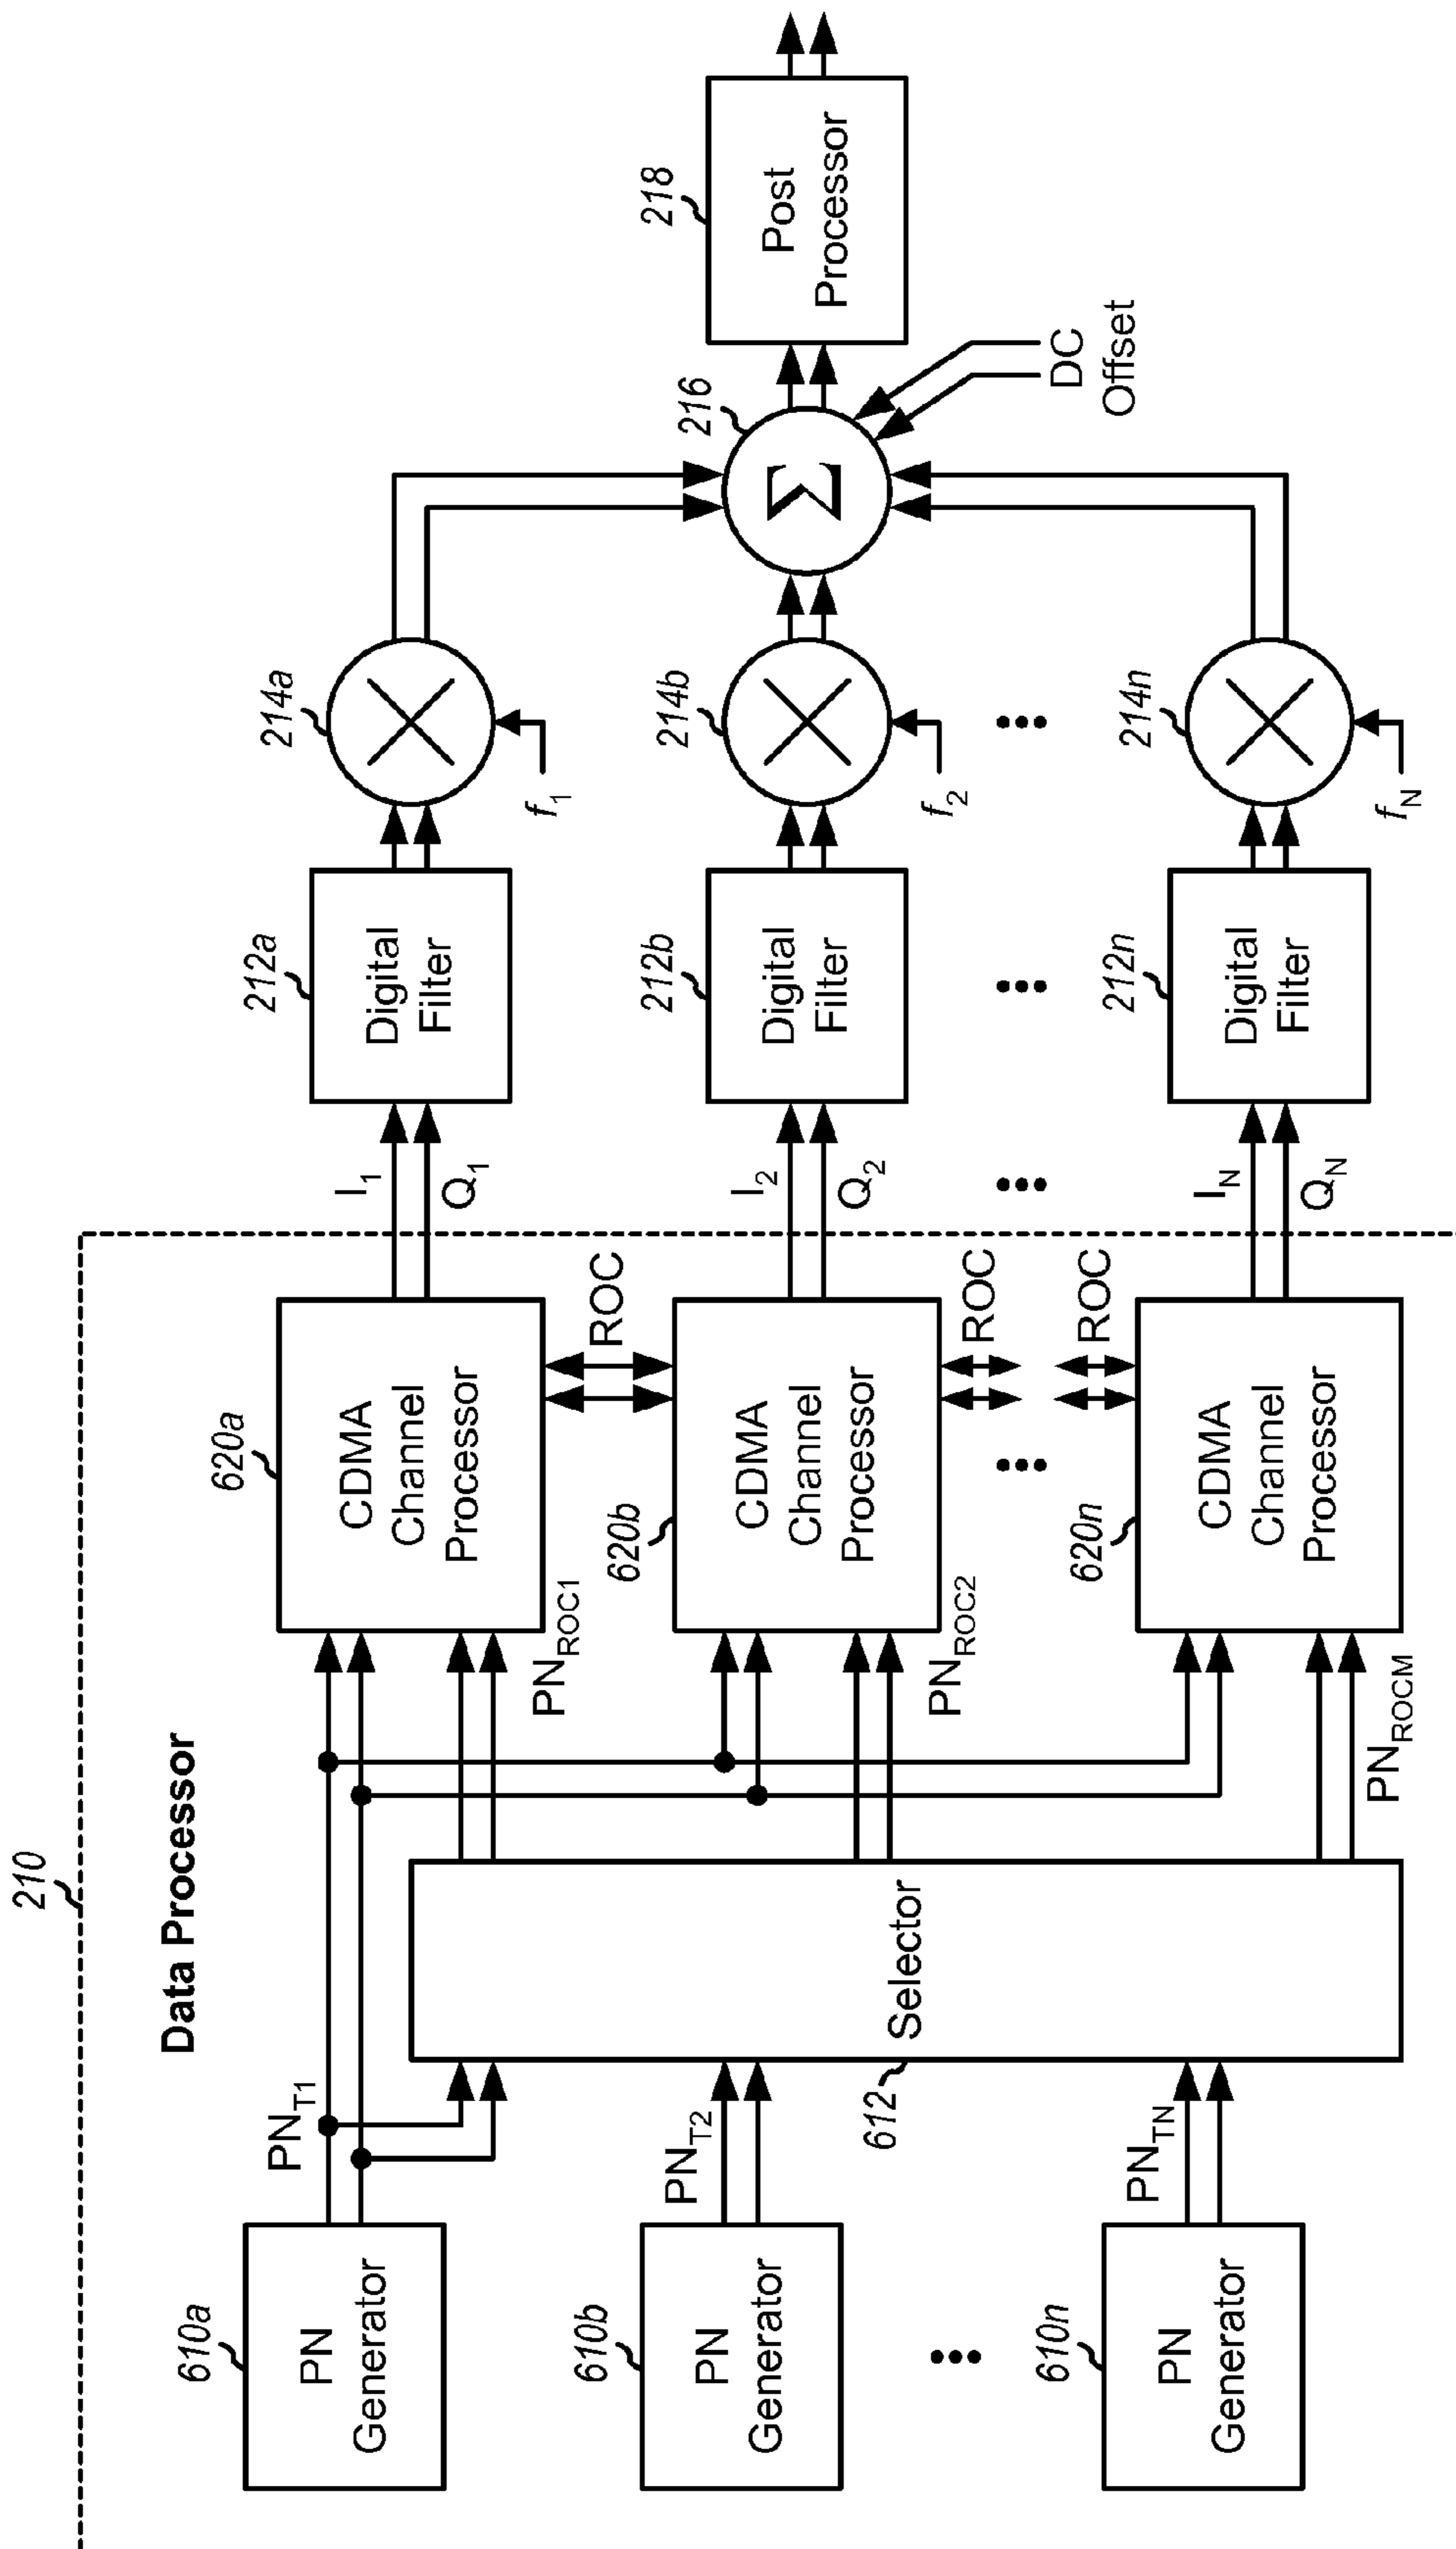 210
Data Processor
610a
PN
Generator
PN_T1
620a
CDMA
Channel
Processor
PN_ROC1
I_1
Q_1
212a
Digital
Filter
214a
f_1
ROC
610b
PN
Generator
PN_T2
612
Selector
620b
CDMA
Channel
Processor
PN_ROC2
I_2
Q_2
212b
Digital
Filter
214b
f_2
216
Σ
218
Post
Processor
DC
Offset
ROC
•••
•••
•••
•••
•••
ROC
610n
PN
Generator
PN_TN
620n
CDMA
Channel
Processor
PN_ROCM
I_N
Q_N
212n
Digital
Filter
214n
f_N